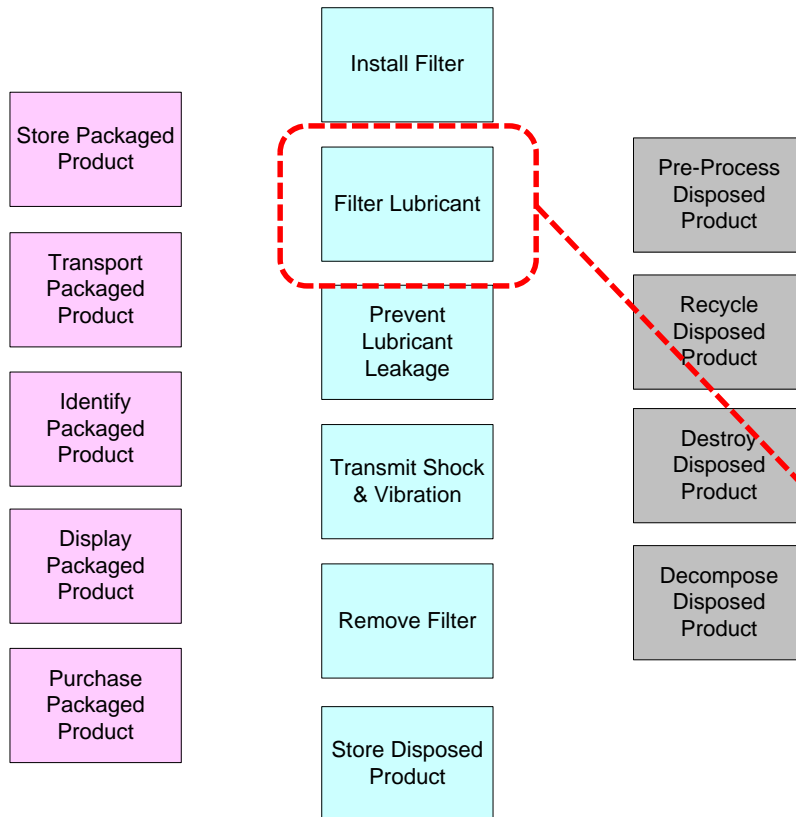 Install Filter
Store Packaged
Product
Filter Lubricant
Pre-Process
Disposed
Product
Transport
Packaged
Product
Prevent
Lubricant
Leakage
Recycle
Disposed
Product
Identify
Packaged
Product
Transmit Shock
& Vibration
Destroy
Disposed
Product
Display
Packaged
Product
Remove Filter
Decompose
Disposed
Product
Purchase
Packaged
Product
Store Disposed
Product